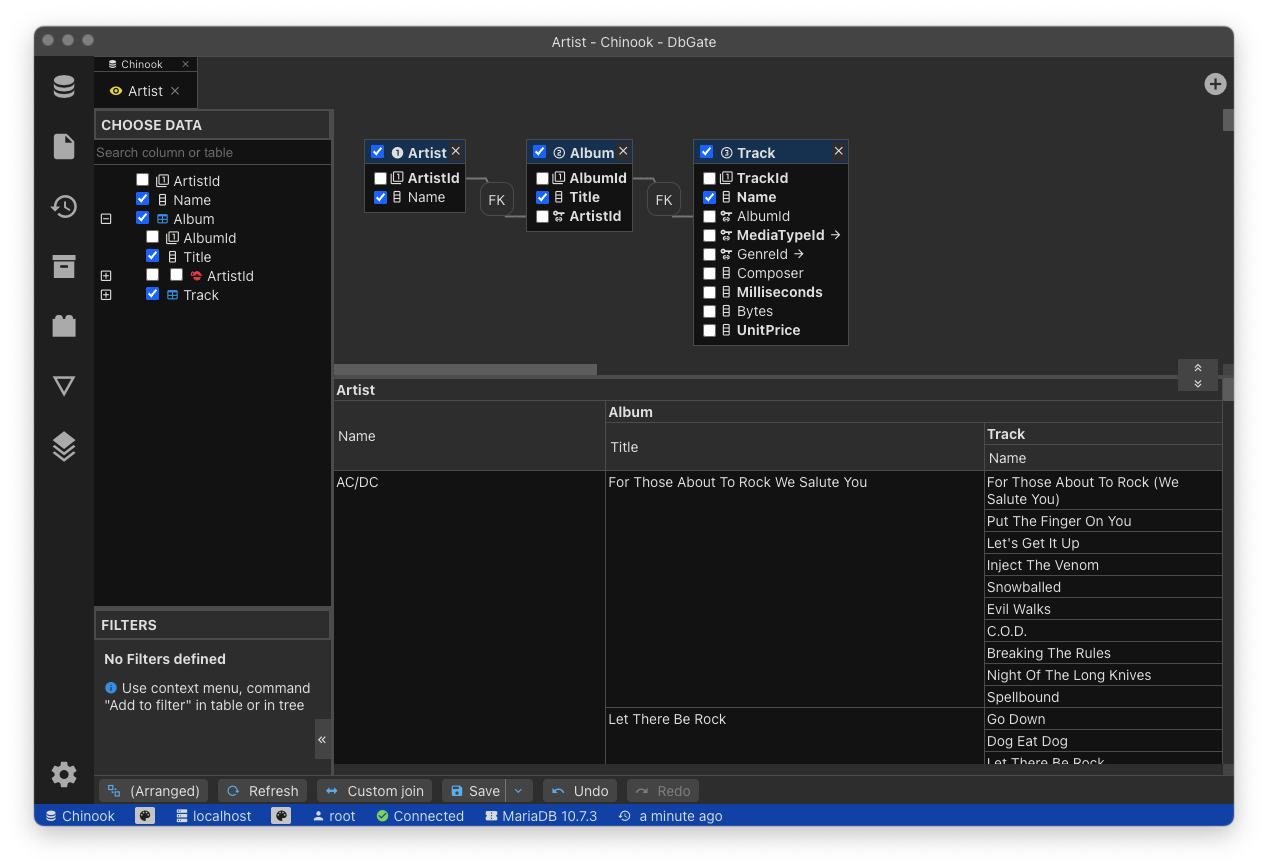 Artist - Chinook - DbGate
Chinook
Artist
CHOOSE DATA
Search column or table
ArtistId
Name
Album
AlbumId
Title
ArtistId
Track
FILTERS
No Filters defined
Use context menu, command
"Add to filter" in table or in tree
1 Artist
ArtistId
Name
FK
2 Album
AlbumId
Title
ArtistId
FK
3 Track
TrackId
Name
AlbumId
MediaTypeId →
GenreId →
Composer
Milliseconds
Bytes
UnitPrice
Artist
Album
Name
Title
Track
Name
AC/DC
For Those About To Rock We Salute You
For Those About To Rock (We
Salute You)
Put The Finger On You
Let's Get It Up
Inject The Venom
Snowballed
Evil Walks
C.O.D.
Breaking The Rules
Night Of The Long Knives
Spellbound
Let There Be Rock
Go Down
Dog Eat Dog
Let There Be Rock
(Arranged) Refresh Custom join Save Undo Redo
Chinook localhost root Connected MariaDB 10.7.3 a minute ago